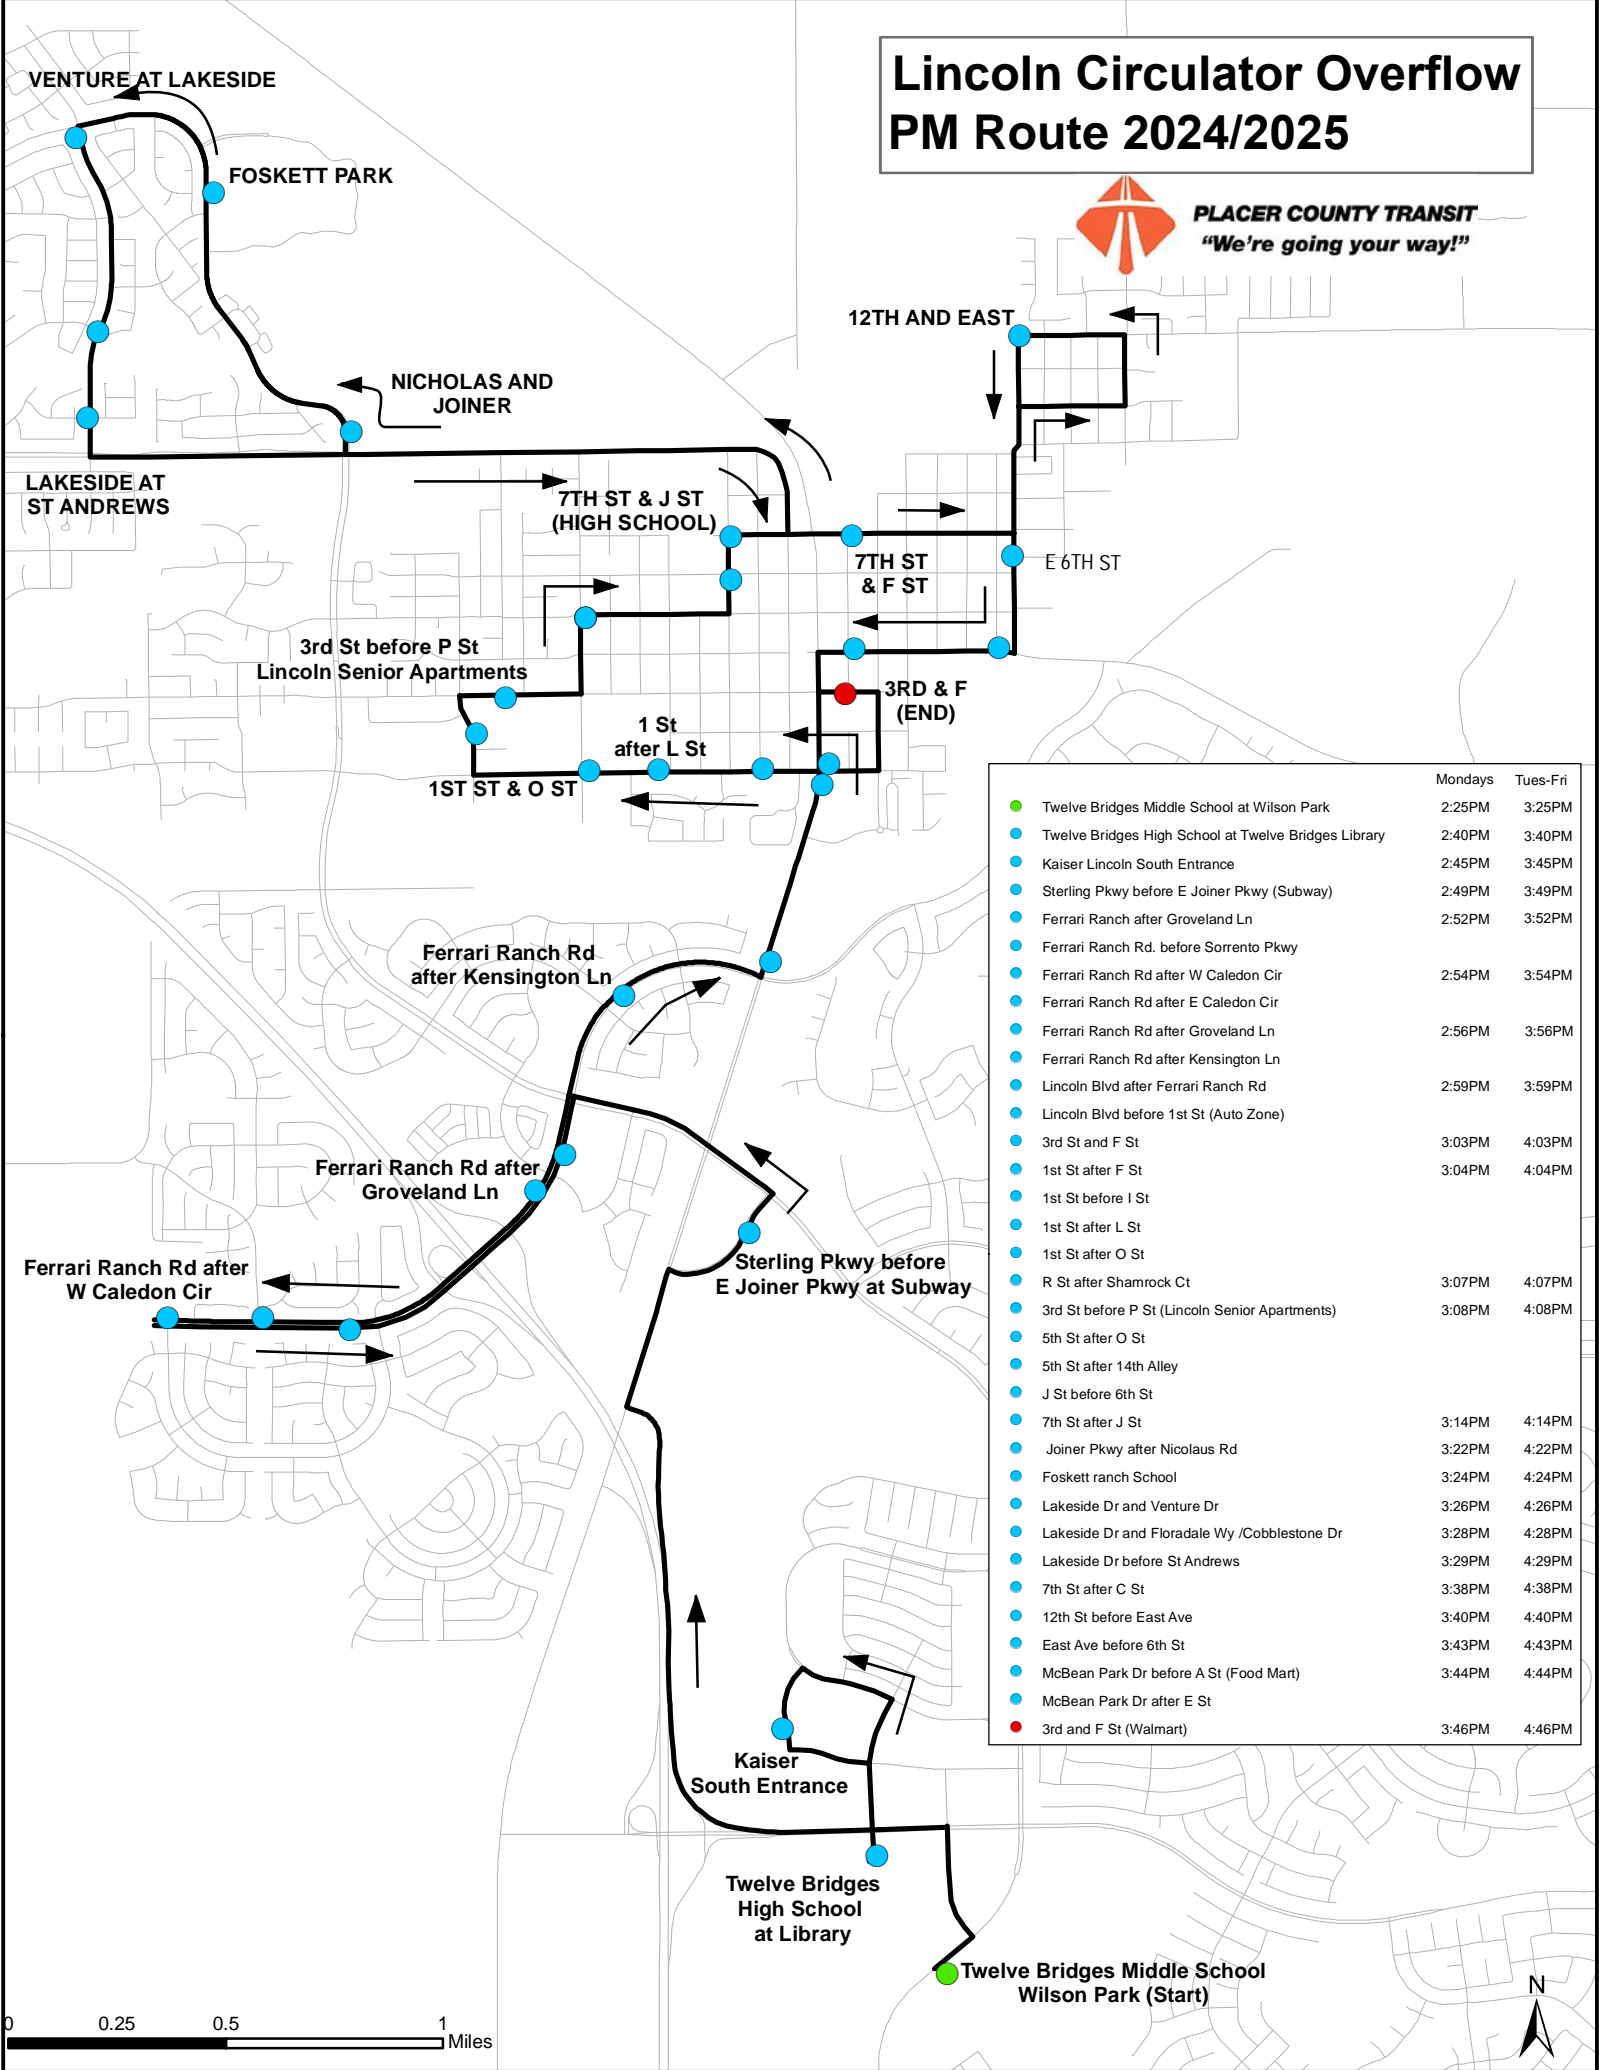 Lincoln Circulator Overflow
PM Route 2024/2025
PLACER COUNTY TRANSIT
“We’re going your way!”
VENTURE AT LAKESIDE
FOSKETT PARK
12TH AND EAST
NICHOLAS AND
JOINER
LAKESIDE AT
ST ANDREWS
7TH ST & J ST
(HIGH SCHOOL)
7TH ST
& F ST
E 6TH ST
3rd St before P St
Lincoln Senior Apartments
3RD & F
(END)
1 St
after L St
1ST ST & O ST
Ferrari Ranch Rd
after Kensington Ln
Ferrari Ranch Rd after
Groveland Ln
Ferrari Ranch Rd after
W Caledon Cir
Sterling Pkwy before
E Joiner Pkwy at Subway
Kaiser
South Entrance
Twelve Bridges
High School
at Library
Twelve Bridges Middle School
Wilson Park (Start)
Mondays Tues-Fri
Twelve Bridges Middle School at Wilson Park 2:25PM 3:25PM
Twelve Bridges High School at Twelve Bridges Library 2:40PM 3:40PM
Kaiser Lincoln South Entrance 2:45PM 3:45PM
Sterling Pkwy before E Joiner Pkwy (Subway) 2:49PM 3:49PM
Ferrari Ranch after Groveland Ln 2:52PM 3:52PM
Ferrari Ranch Rd. before Sorrento Pkwy
Ferrari Ranch Rd after W Caledon Cir 2:54PM 3:54PM
Ferrari Ranch Rd after E Caledon Cir
Ferrari Ranch Rd after Groveland Ln 2:56PM 3:56PM
Ferrari Ranch Rd after Kensington Ln
Lincoln Blvd after Ferrari Ranch Rd 2:59PM 3:59PM
Lincoln Blvd before 1st St (Auto Zone)
3rd St and F St 3:03PM 4:03PM
1st St after F St 3:04PM 4:04PM
1st St before I St
1st St after L St
1st St after O St
R St after Shamrock Ct 3:07PM 4:07PM
3rd St before P St (Lincoln Senior Apartments) 3:08PM 4:08PM
5th St after O St
5th St after 14th Alley
J St before 6th St
7th St after J St 3:14PM 4:14PM
Joiner Pkwy after Nicolaus Rd 3:22PM 4:22PM
Foskett ranch School 3:24PM 4:24PM
Lakeside Dr and Venture Dr 3:26PM 4:26PM
Lakeside Dr and Floradale Wy /Cobblestone Dr 3:28PM 4:28PM
Lakeside Dr before St Andrews 3:29PM 4:29PM
7th St after C St 3:38PM 4:38PM
12th St before East Ave 3:40PM 4:40PM
East Ave before 6th St 3:43PM 4:43PM
McBean Park Dr before A St (Food Mart) 3:44PM 4:44PM
McBean Park Dr after E St
3rd and F St (Walmart) 3:46PM 4:46PM
N
0 0.25 0.5 1
Miles